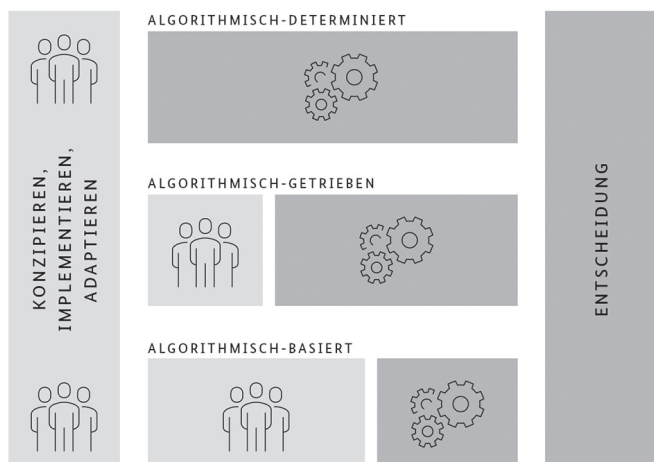 KONZIPIEREN,
IMPLEMENTIEREN,
ADAPTIEREN
ALGORITHMISCH-DETERMINIERT
ALGORITHMISCH-GETRIEBEN
ALGORITHMISCH-BASIERT
ENTSCHEIDUNG